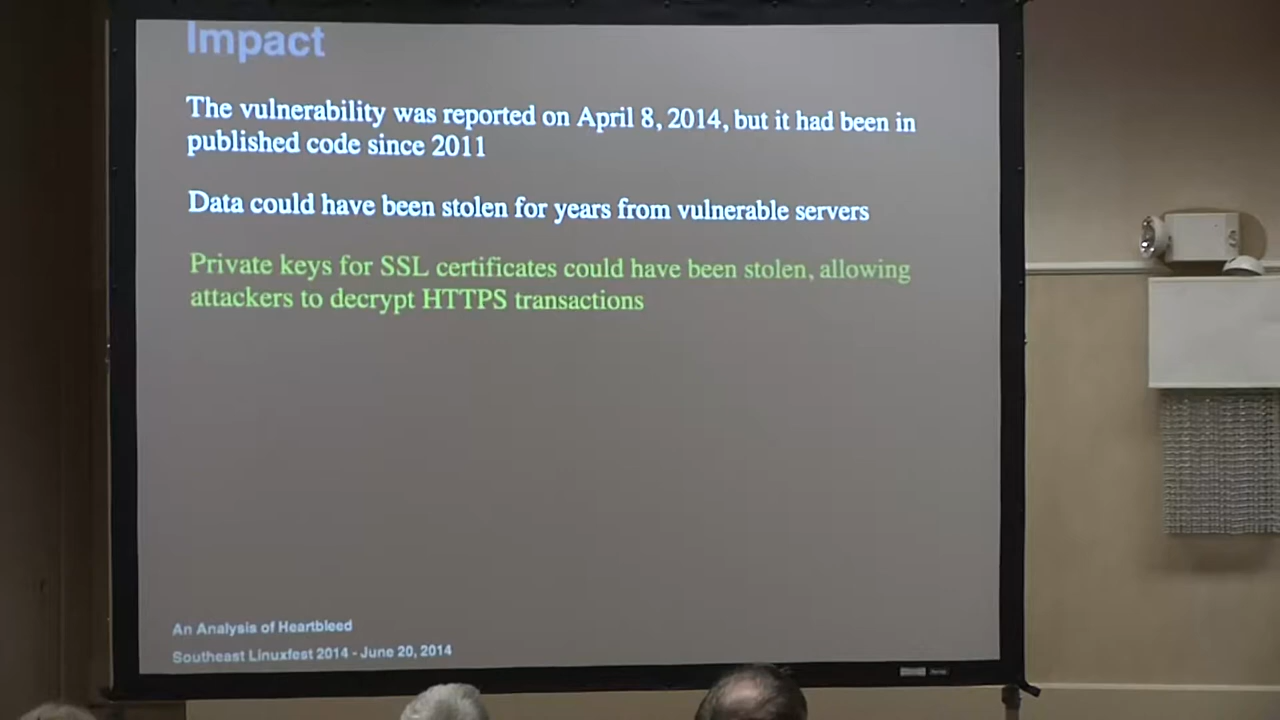 Impact
The vulnerability was reported on April 8, 2014, but it had been in
published code since 2011
Data could have been stolen for years from vulnerable servers
Private keys for SSL certificates could have been stolen, allowing
attackers to decrypt HTTPS transactions
An Analysis of Heartbleed
Southeast Linuxfest 2014 - June 20, 2014